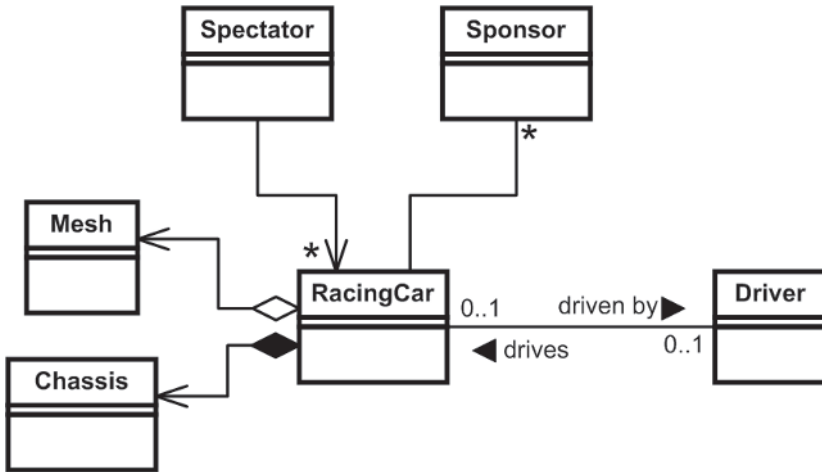 Spectator
Sponsor
*
Mesh
*
RacingCar
Driver
0..1
driven by
drives
0..1
Chassis